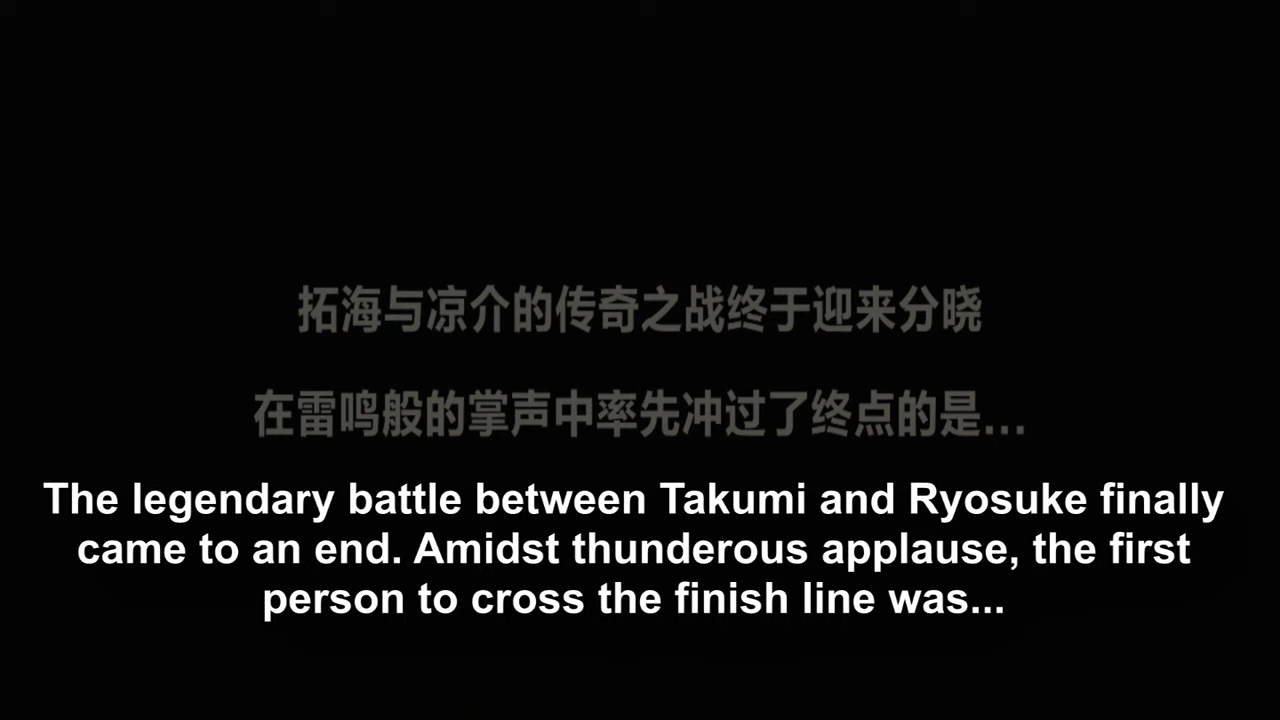 拓海与凉介的传奇之战终于迎来分晓
在雷鸣般的掌声中率先冲过了终点的是...
The legendary battle between Takumi and Ryosuke finally
came to an end. Amidst thunderous applause, the first
person to cross the finish line was...